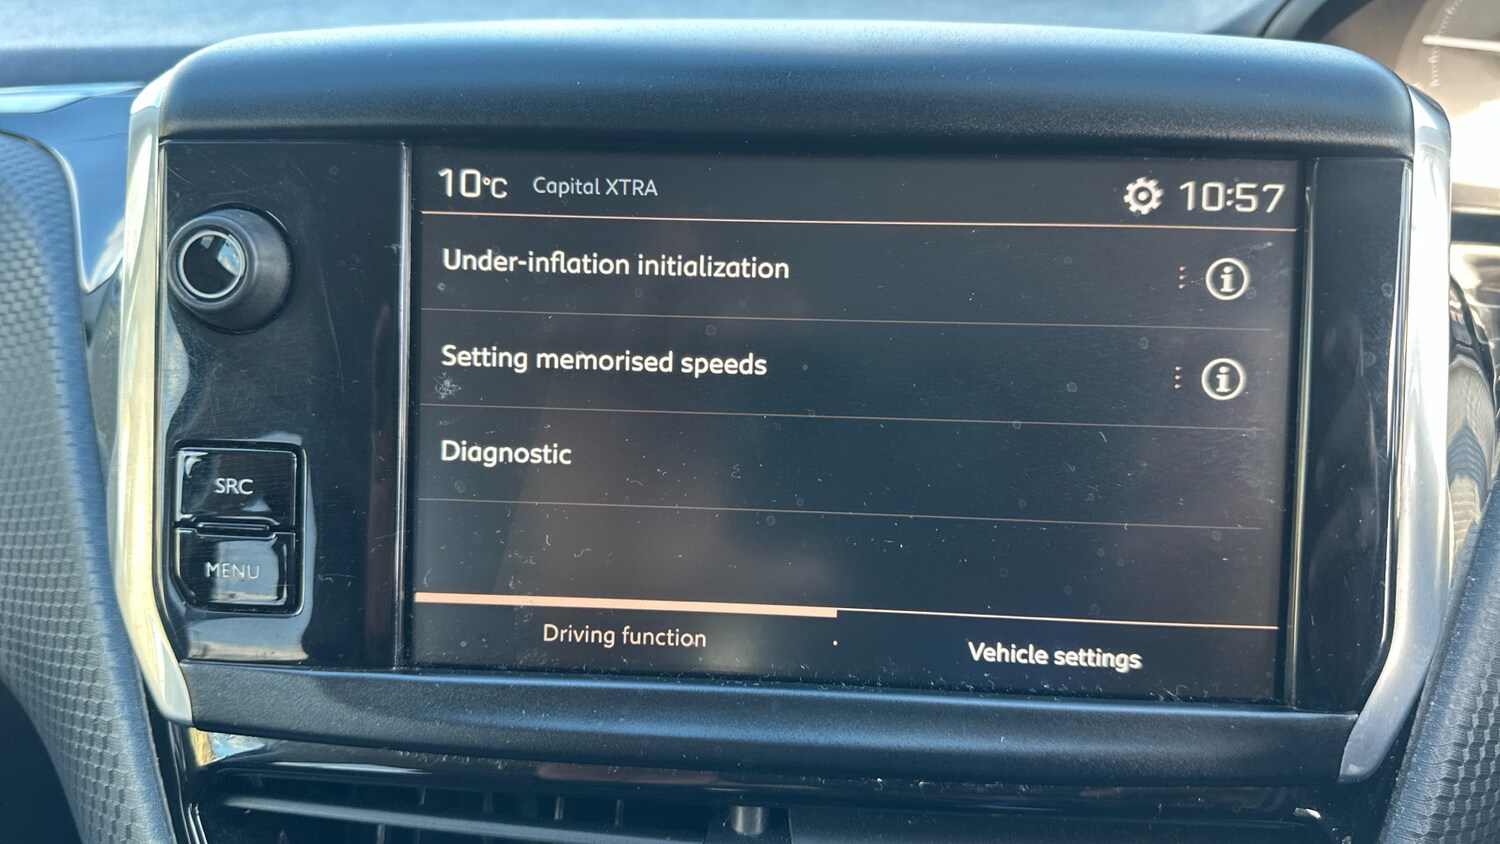 10°C Capital XTRA 10:57
Under-inflation initialization
Setting memorised speeds
Diagnostic
SRC
MENU
Driving function
Vehicle settings